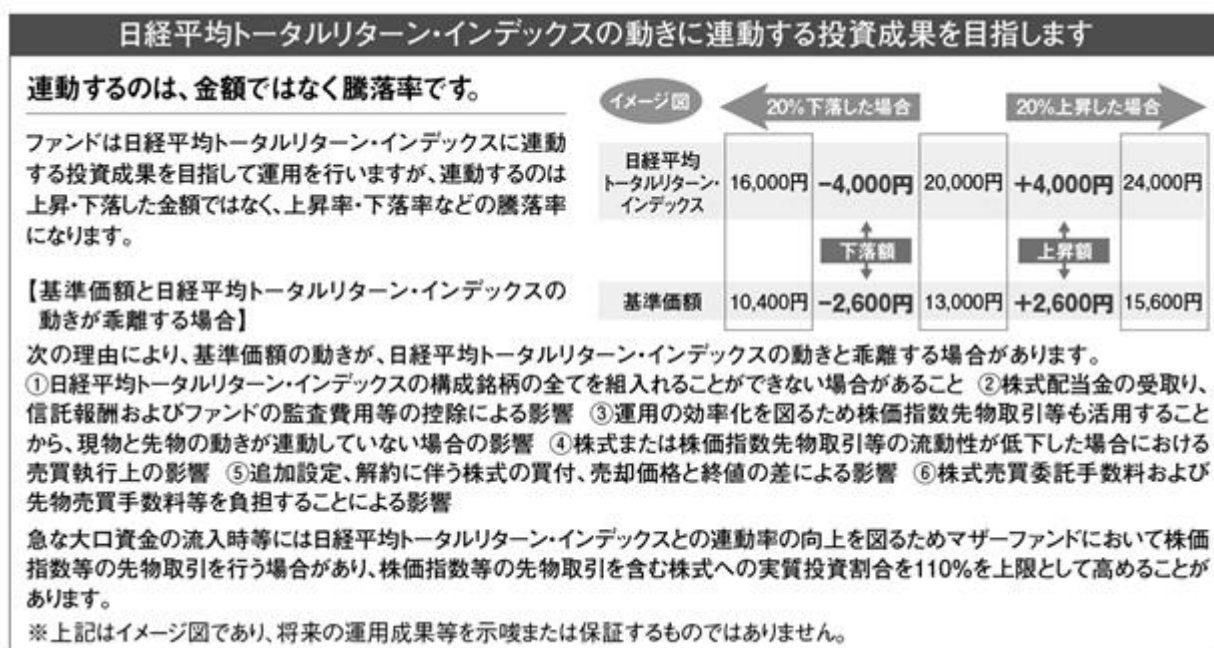 日経平均トータルリターン・インデックスの動きに連動する投資成果を目指します
連動するのは、金額ではなく騰落率です。
ファンドは日経平均トータルリターン・インデックスに連動
する投資成果を目指して運用を行いますが、連動するのは
上昇・下落した金額ではなく、上昇率・下落率などの騰落率
になります。
イメージ図
20%下落した場合
20%上昇した場合
日経平均
トータルリターン・
インデックス
16,000円 −4,000円 20,000円 +4,000円 24,000円
下落額
上昇額
基準価額 10,400円 −2,600円 13,000円 +2,600円 15,600円
【基準価額と日経平均トータルリターン・インデックスの
動きが乖離する場合】
次の理由により、基準価額の動きが、日経平均トータルリターン・インデックスの動きと乖離する場合があります。
①日経平均トータルリターン・インデックスの構成銘柄の全てを組入れることができない場合があること ②株式配当金の受取り、
信託報酬およびファンドの監査費用等の控除による影響 ③運用の効率化を図るため株価指数先物取引等も活用すること
から、現物と先物の動きが連動していない場合の影響 ④株式または株価指数先物取引等の流動性が低下した場合における
売買執行上の影響 ⑤追加設定、解約に伴う株式の買付、売却価格と終値の差による影響 ⑥株式売買委託手数料および
先物売買手数料等を負担することによる影響
急な大口資金の流入時等には日経平均トータルリターン・インデックスとの連動率の向上を図るためマザーファンドにおいて株価
指数等の先物取引を行う場合があり、株価指数等の先物取引を含む株式への実質投資割合を110%を上限として高めることが
あります。
※上記はイメージ図であり、将来の運用成果等を示唆または保証するものではありません。